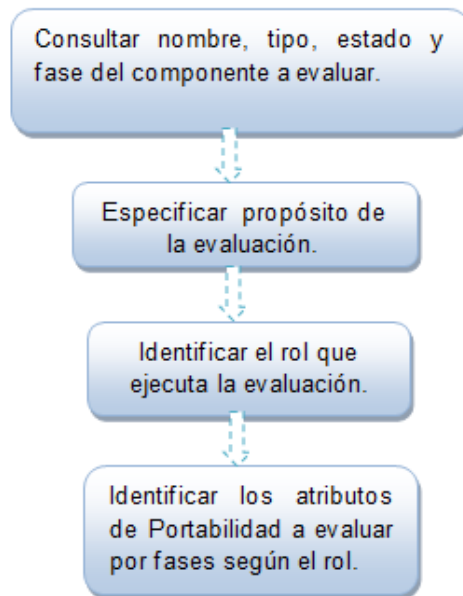 Consultar nombre, tipo, estado y
fase del componente a evaluar.
Especificar propósito de
la evaluación.
Identificar el rol que
ejecuta la evaluación.
Identificar los atributos
de Portabilidad a evaluar
por fases según el rol.